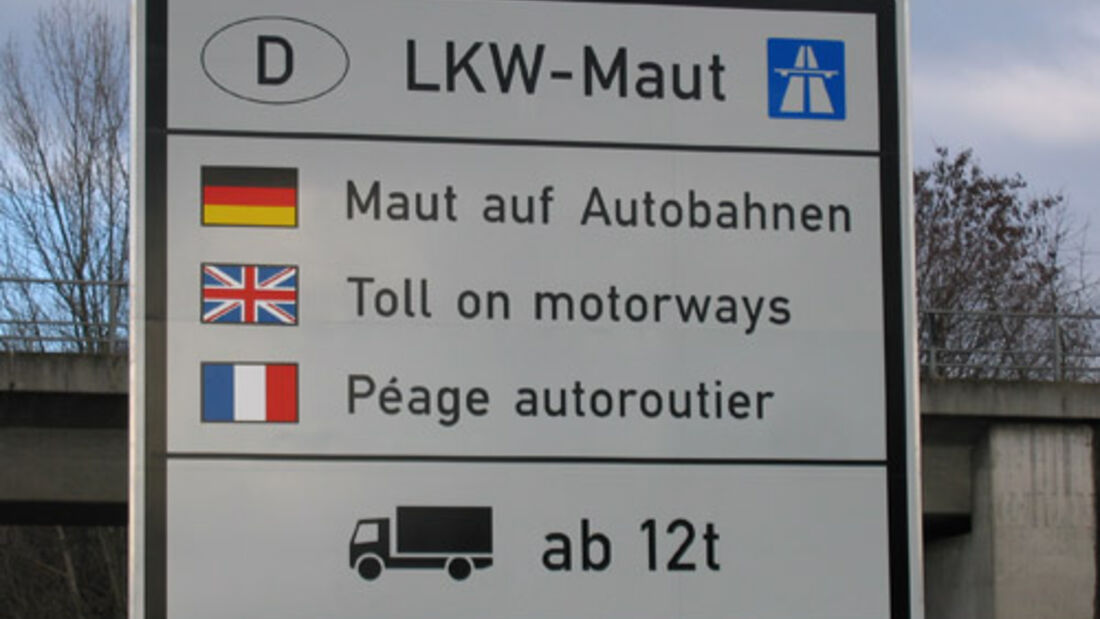 D LKW-Maut
Maut auf Autobahnen
Toll on motorways
Péage autoroutier
ab 12t